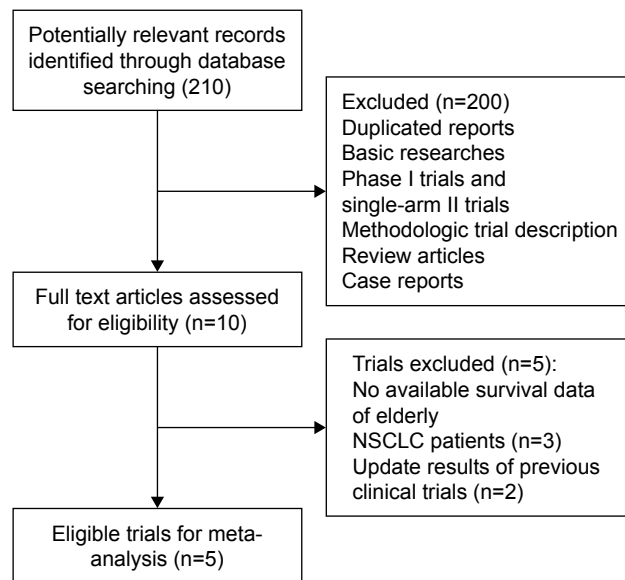 Potentially relevant records
identified through database
searching (210)
Excluded (n=200)
Duplicated reports
Basic researches
Phase I trials and
single-arm II trials
Methodologic trial description
Review articles
Case reports
Full text articles assessed
for eligibility (n=10)
Trials excluded (n=5):
No available survival data
of elderly
NSCLC patients (n=3)
Update results of previous
clinical trials (n=2)
Eligible trials for meta-
analysis (n=5)